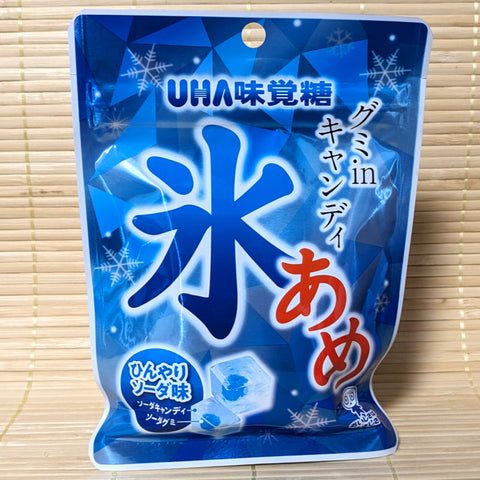 UHA味覚糖
グミin
キャンディ
氷
あめ
ひんやり
ソーダ味
ソーダキャンディー
ソーダグミ